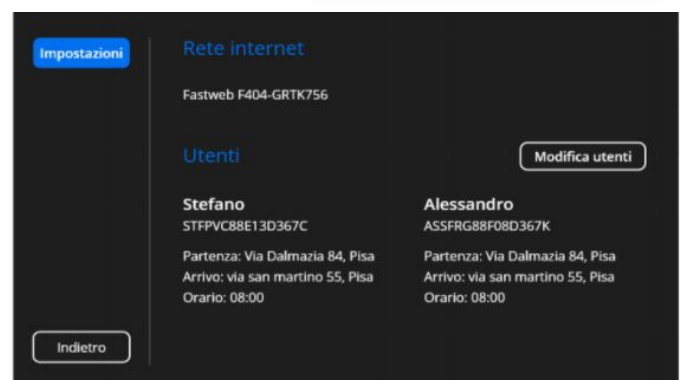 Impostazioni
Rete internet
Fastweb F404-GRTK756
Utenti
Modifica utenti
Stefano
STFPVC88E13D367C
Partenza: Via Dalmazia 84, Pisa
Arrivo: via san martino 55, Pisa
Orario: 08:00
Alessandro
ASSFRG88F08D367K
Partenza: Via Dalmazia 84, Pisa
Arrivo: via san martino 55, Pisa
Orario: 08:00
Indietro